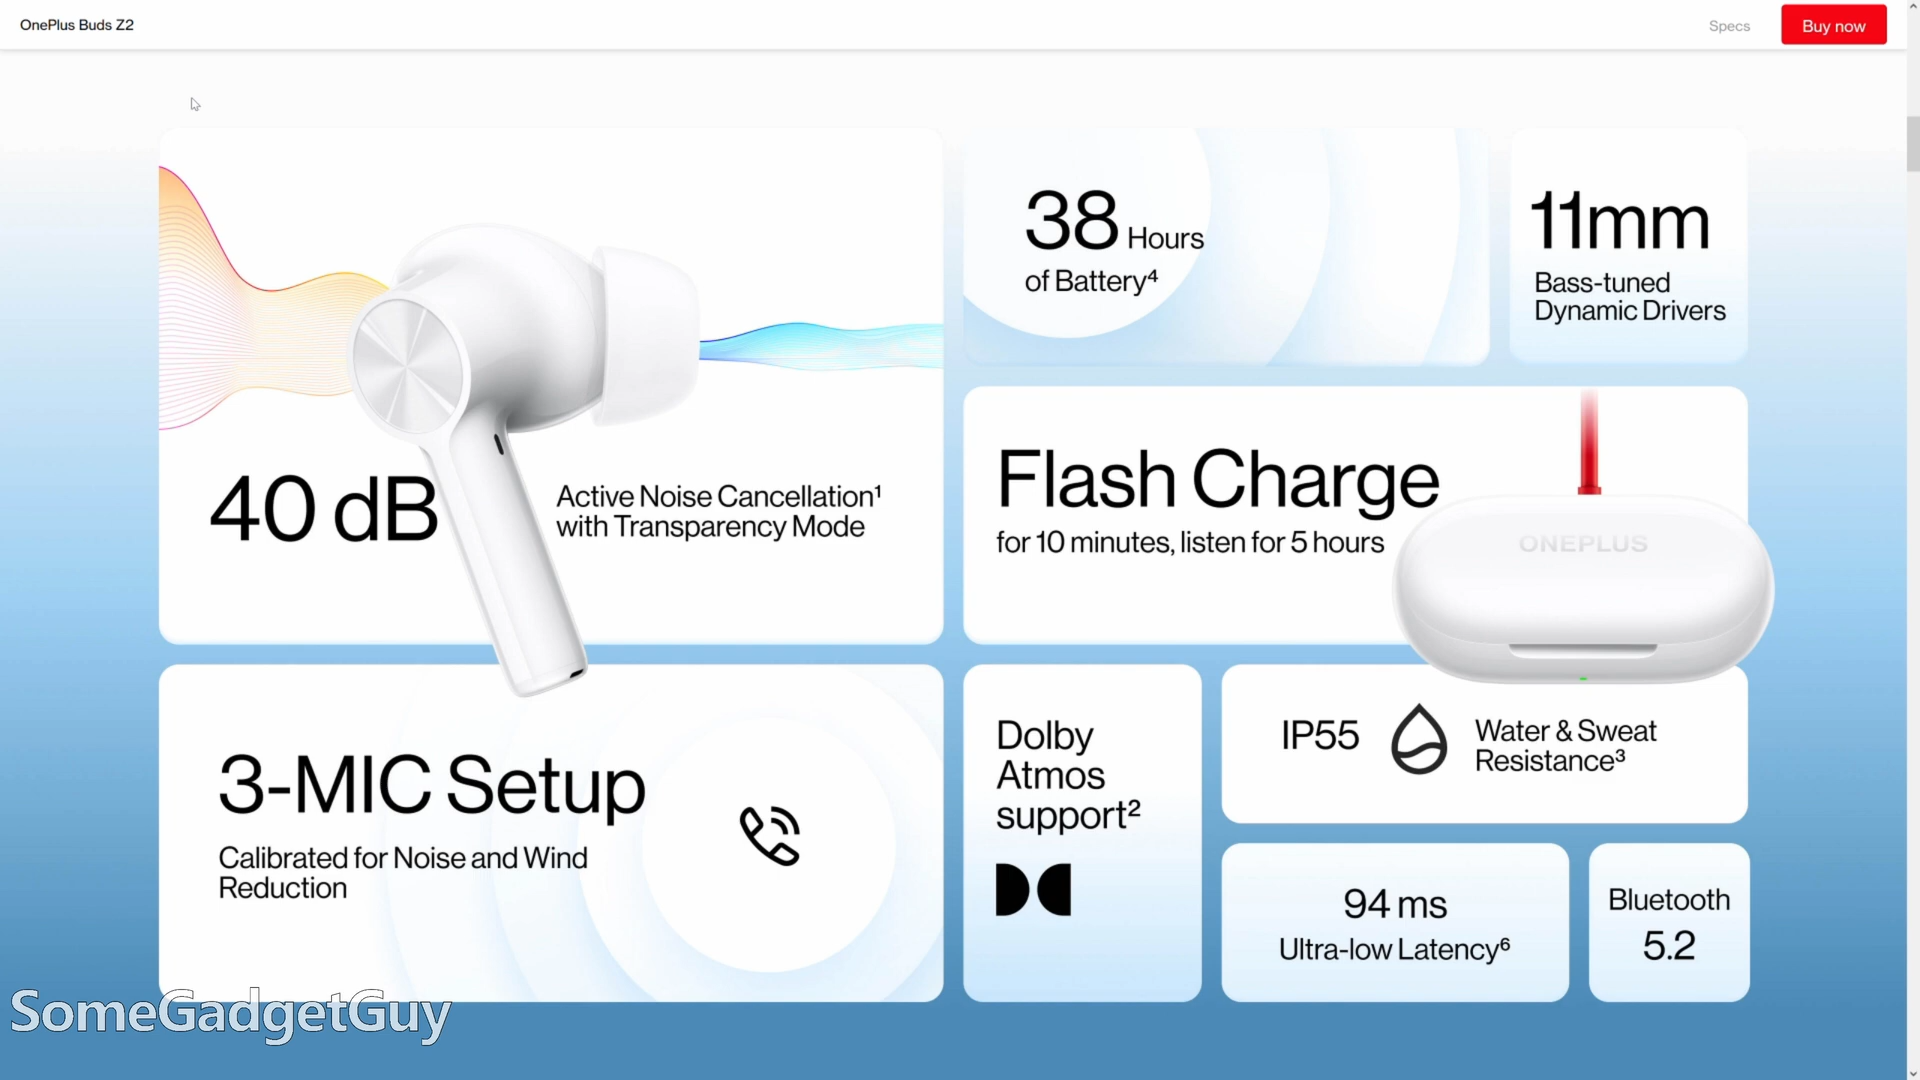 OnePlus Buds Z2
Specs
Buy now
40 dB
Active Noise Cancellation¹
with Transparency Mode
38 Hours
of Battery⁴
11mm
Bass-tuned
Dynamic Drivers
Flash Charge
for 10 minutes, listen for 5 hours
ONEPLUS
3-MIC Setup
Calibrated for Noise and Wind
Reduction
Dolby
Atmos
support²
IP55
Water & Sweat
Resistance³
94 ms
Ultra-low Latency⁶
Bluetooth
5.2
SomeGadgetGuy